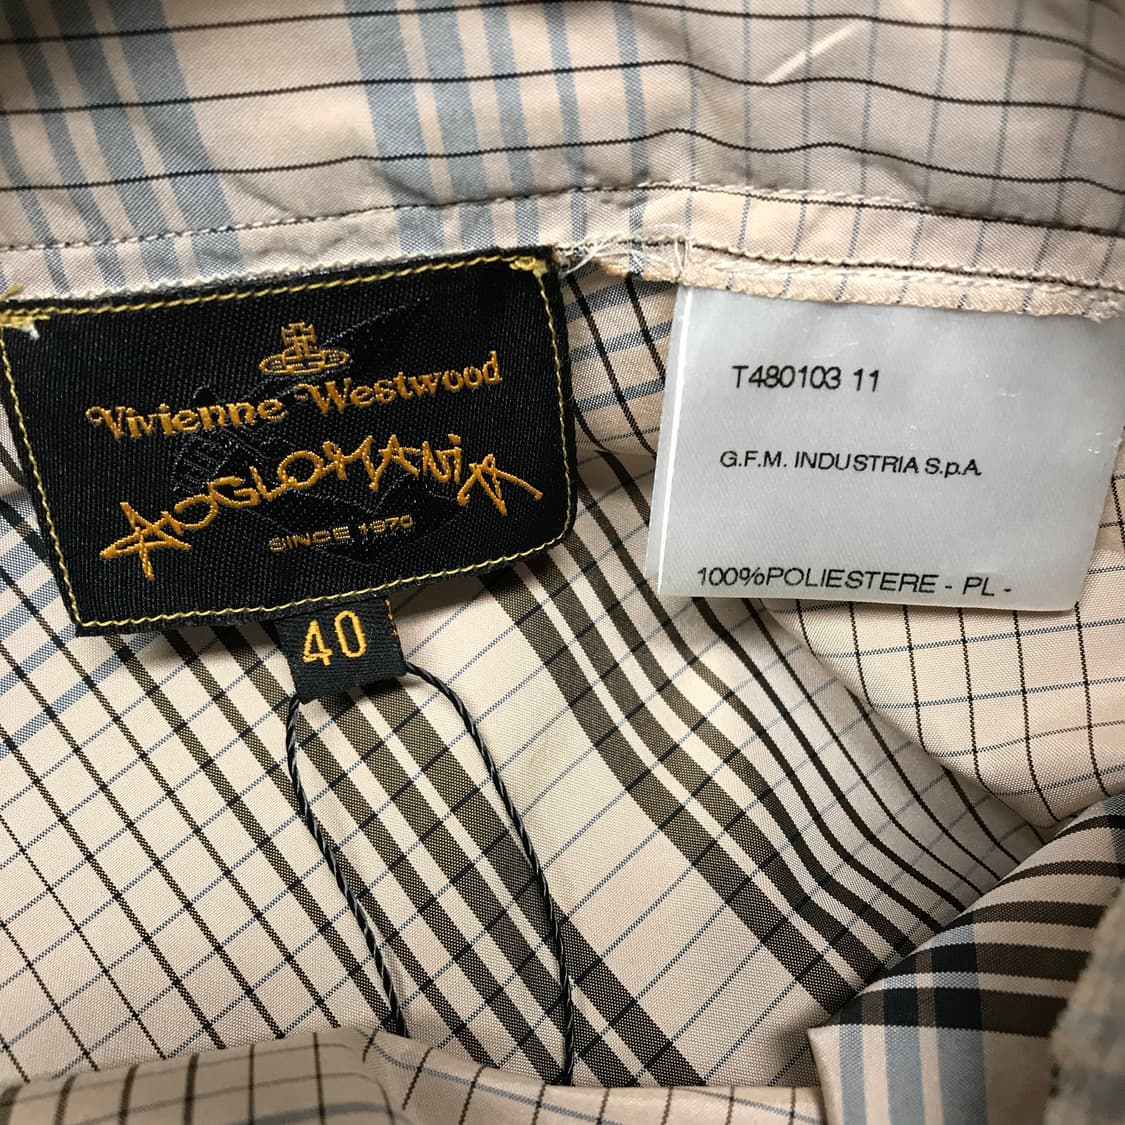 Vivienne Westwood
ANGLOMANIA
SINCE 1970
40
T480103 11
G.F.M. INDUSTRIA S.p.A.
100%POLIESTERE - PL -